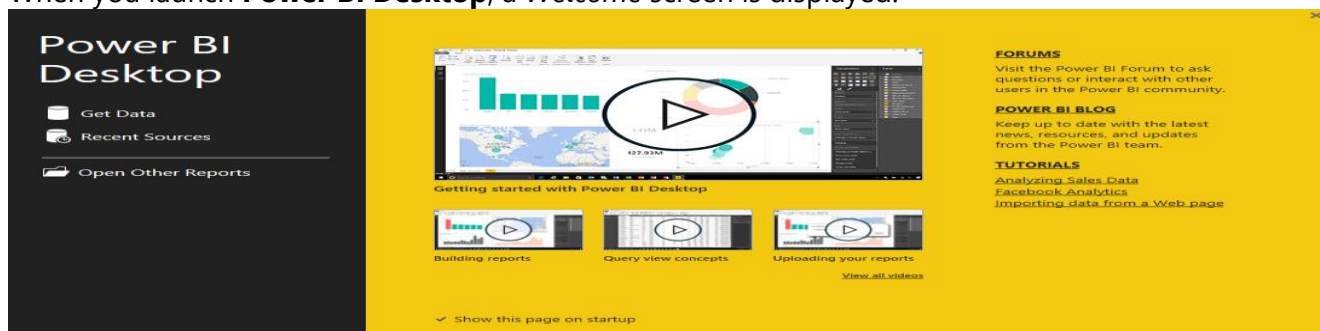 When you launch Power BI Desktop, a Welcome screen is displayed.
Power BI
Desktop
Get Data
Recent Sources
Open Other Reports
127.93M
Getting started with Power BI Desktop
Building reports
Query view concepts
Uploading your reports
View all videos
Show this page on startup
FORUMS
Visit the Power BI Forum to ask
questions or interact with other
users in the Power BI community.
POWER BI BLOG
Keep up to date with the latest
news, resources, and updates
from the Power BI team.
TUTORIALS
Analyzing Sales Data
Facebook Analytics
Importing data from a Web page